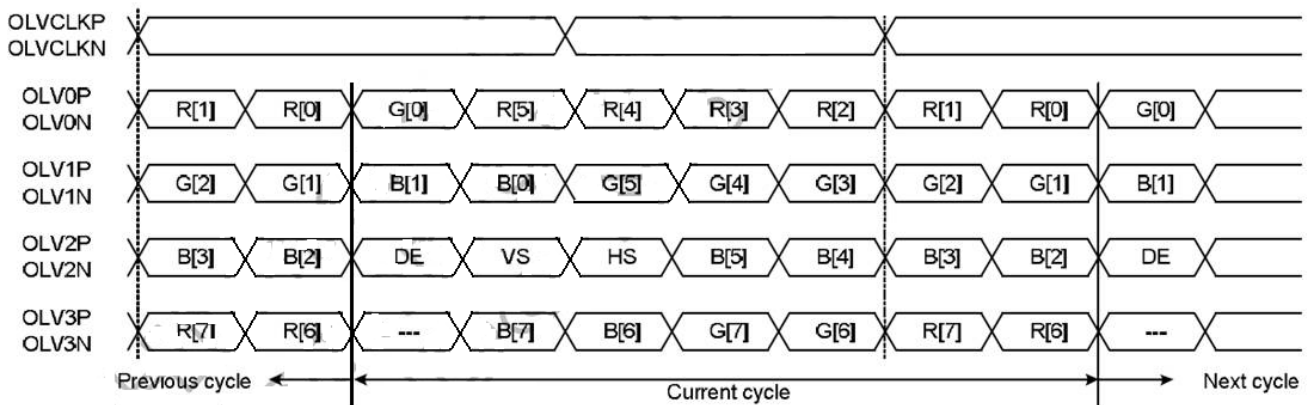 OLVCLKP
OLVCLKN
OLV0P
OLV0N
R[1] R[0] G[0] R[5] R[4] R[3] R[2] R[1] R[0] G[0]
OLV1P
OLV1N
G[2] G[1] B[1] B[0] G[5] G[4] G[3] G[2] G[1] B[1]
OLV2P
OLV2N
B[3] B[2] DE VS HS B[5] B[4] B[3] B[2] DE
OLV3P
OLV3N
R[7] R[6] --- B[7] B[6] G[7] G[6] R[7] R[6] ---
Previous cycle Current cycle Next cycle